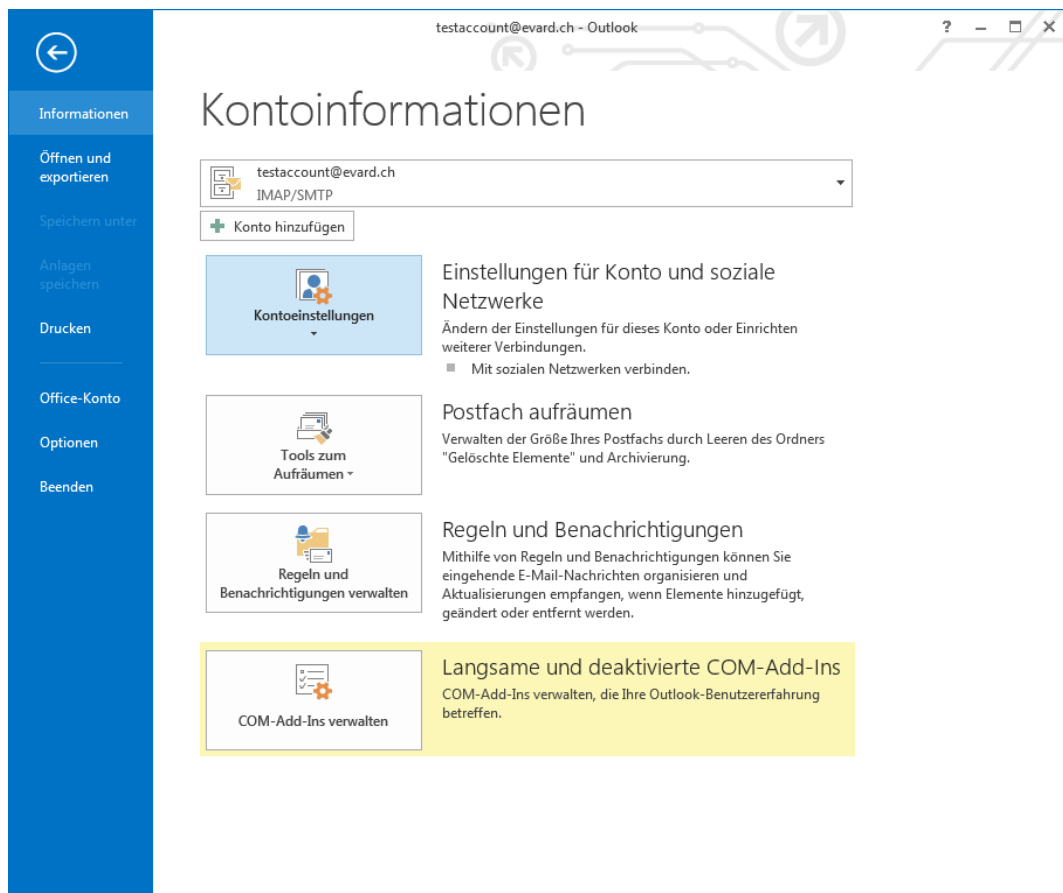 testaccount@evard.ch - Outlook
?
Informationen
Öffnen und
exportieren
Speichern unter
Anlagen
speichern
Drucken
Office-Konto
Optionen
Beenden
Kontoinformationen
testaccount@evard.ch
IMAP/SMTP
Konto hinzufügen
Kontoeinstellungen
Einstellungen für Konto und soziale
Netzwerke
Ändern der Einstellungen für dieses Konto oder Einrichten
weiterer Verbindungen.
Mit sozialen Netzwerken verbinden.
Tools zum
Aufräumen
Postfach aufräumen
Verwalten der Größe Ihres Postfachs durch Leeren des Ordners
"Gelöschte Elemente" und Archivierung.
Regeln und
Benachrichtigungen verwalten
Regeln und Benachrichtigungen
Mithilfe von Regeln und Benachrichtigungen können Sie
eingehende E-Mail-Nachrichten organisieren und
Aktualisierungen empfangen, wenn Elemente hinzugefügt,
geändert oder entfernt werden.
COM-Add-Ins verwalten
Langsame und deaktivierte COM-Add-Ins
COM-Add-Ins verwalten, die Ihre Outlook-Benutzererfahrung
betreffen.